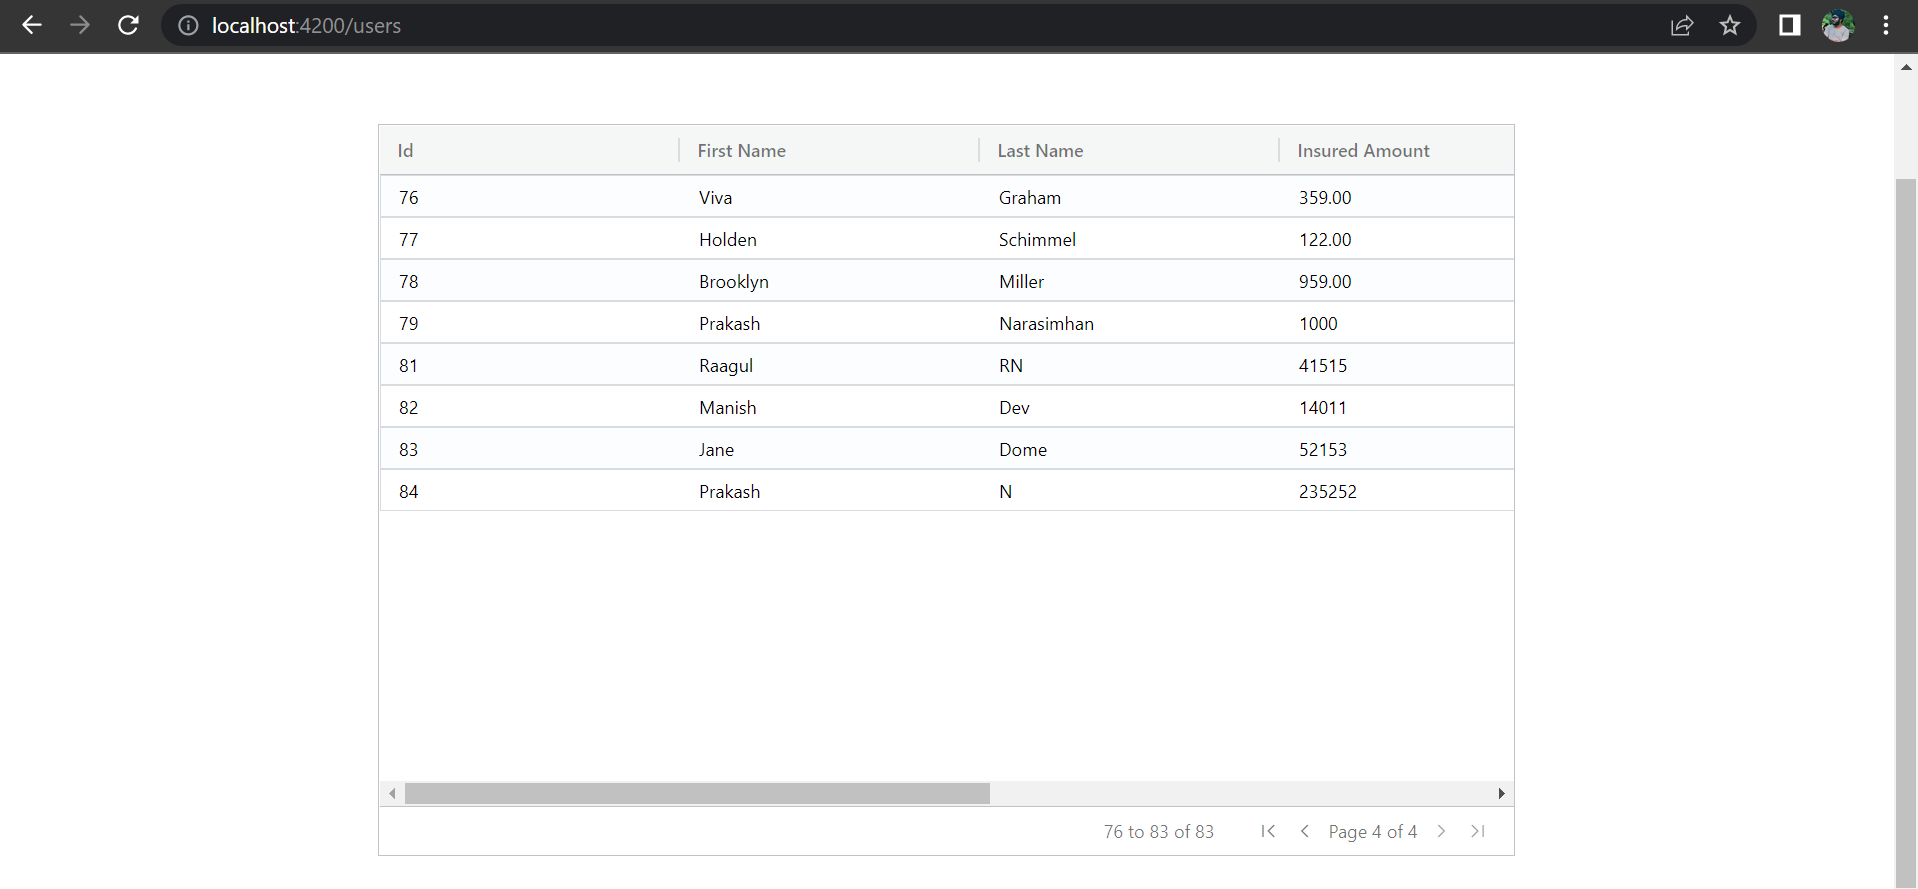 localhost:4200/users
Id First Name Last Name Insured Amount
76 Viva Graham 359.00
77 Holden Schimmel 122.00
78 Brooklyn Miller 959.00
79 Prakash Narasimhan 1000
81 Raagul RN 41515
82 Manish Dev 14011
83 Jane Dome 52153
84 Prakash N 235252
76 to 83 of 83 Page 4 of 4